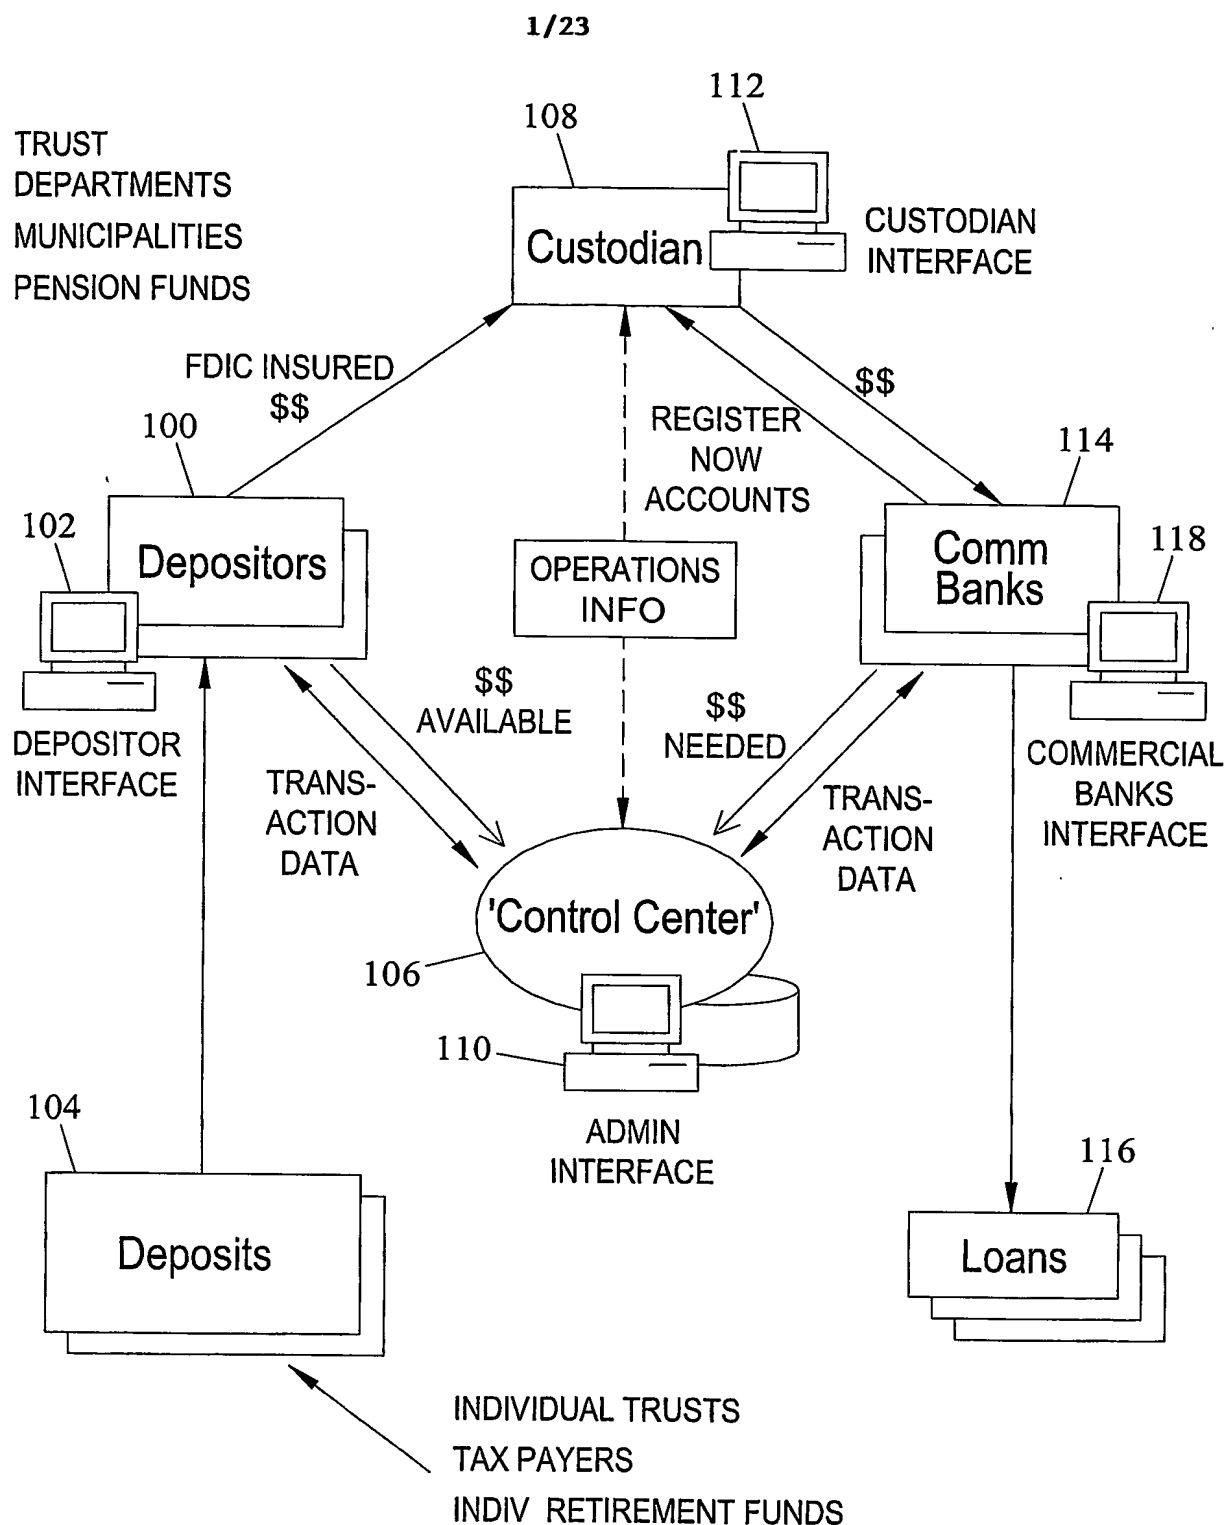 1/23
112
108
TRUST
DEPARTMENTS
MUNICIPALITIES
PENSION FUNDS
Custodian
CUSTODIAN
INTERFACE
FDIC INSURED
$$
$$
100
REGISTER
NOW
ACCOUNTS
114
102
Depositors
OPERATIONS
INFO
Comm
Banks
118
$$
AVAILABLE
$$
NEEDED
DEPOSITOR
INTERFACE
COMMERCIAL
BANKS
INTERFACE
TRANS-
ACTION
DATA
TRANS-
ACTION
DATA
'Control Center'
106
110
ADMIN
INTERFACE
104
116
Deposits
Loans
INDIVIDUAL TRUSTS
TAX PAYERS
INDIV RETIREMENT FUNDS